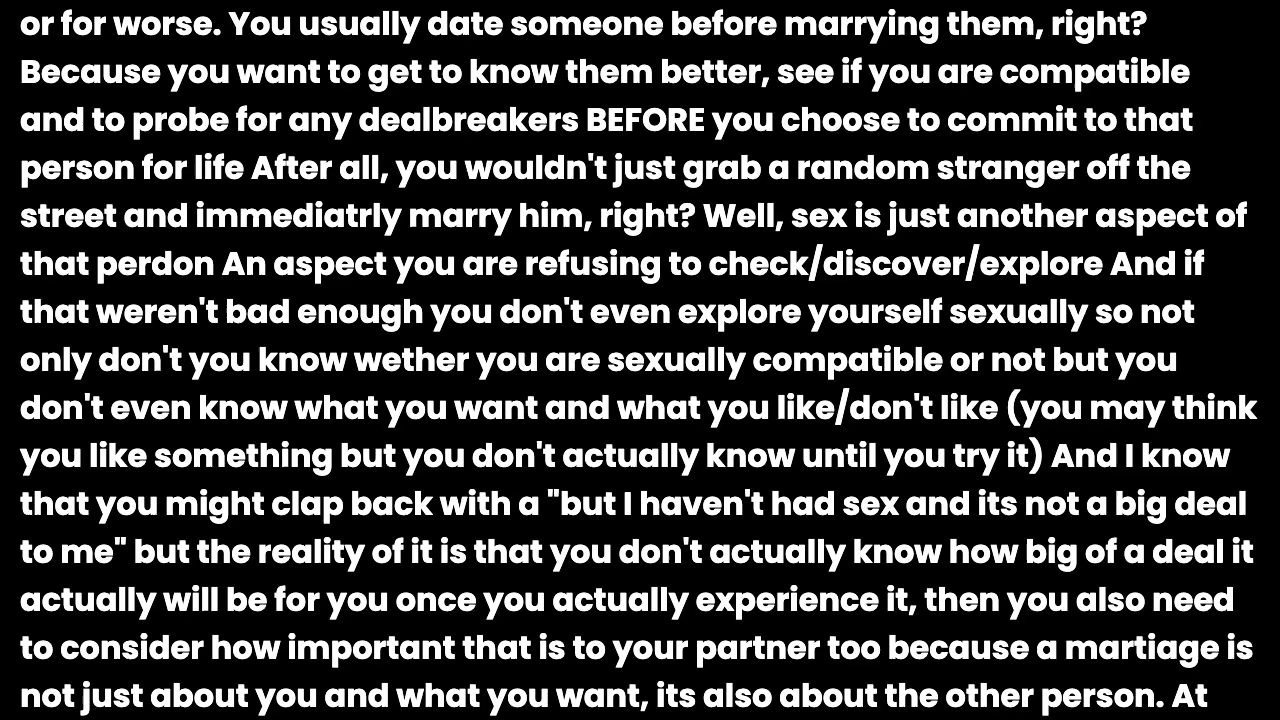 or for worse. You usually date someone before marrying them, right?
Because you want to get to know them better, see if you are compatible
and to probe for any dealbreakers BEFORE you choose to commit to that
person for life After all, you wouldn't just grab a random stranger off the
street and immediatrly marry him, right? Well, sex is just another aspect of
that perdon An aspect you are refusing to check/discover/explore And if
that weren't bad enough you don't even explore yourself sexually so not
only don't you know wether you are sexually compatible or not but you
don't even know what you want and what you like/don't like (you may think
you like something but you don't actually know until you try it) And I know
that you might clap back with a "but I haven't had sex and its not a big deal
to me" but the reality of it is that you don't actually know how big of a deal it
actually will be for you once you actually experience it, then you also need
to consider how important that is to your partner too because a martiage is
not just about you and what you want, its also about the other person. At